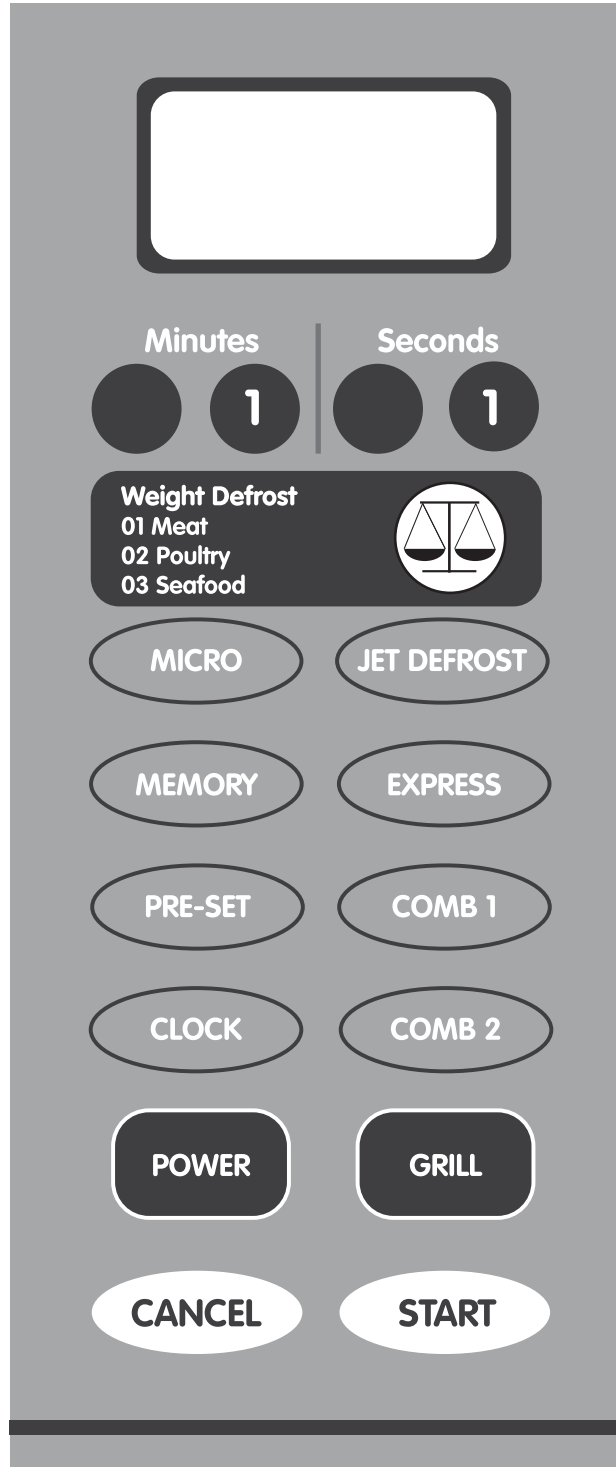 Minutes Seconds
1 1
Weight Defrost
01 Meat
02 Poultry
03 Seafood
MICRO JET DEFROST
MEMORY EXPRESS
PRE-SET COMB 1
CLOCK COMB 2
POWER GRILL
CANCEL START